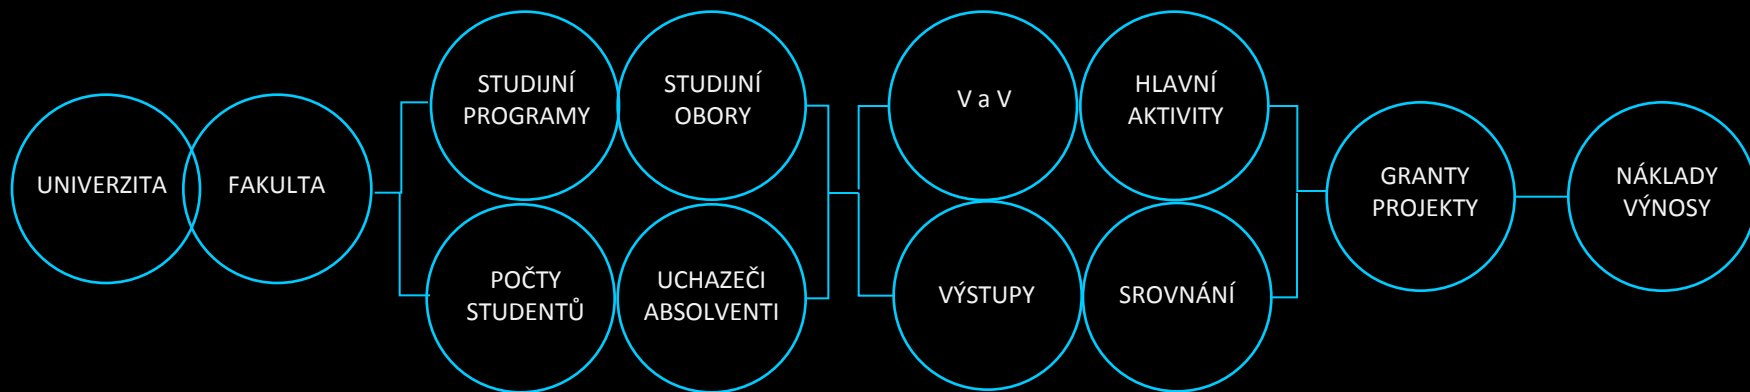 UNIVERZITA
FAKULTA
STUDIJNÍ
PROGRAMY
STUDIJNÍ
OBORY
POČTY
STUDENTŮ
UCHAZEČI
ABSOLVENTI
V a V
HLAVNÍ
AKTIVITY
VÝSTUPY
SROVNÁNÍ
GRANTY
PROJEKTY
NÁKLADY
VÝNOSY